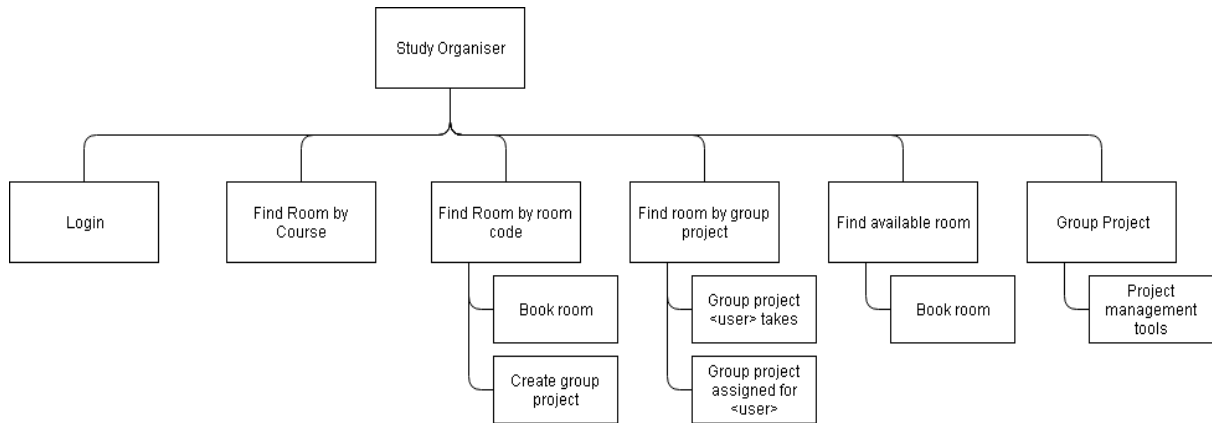 Study Organiser
Login
Find Room by
Course
Find Room by room
code
Find room by group
project
Find available room
Group Project
Book room
Create group
project
Group project
<user> takes
Group project
assigned for
<user>
Book room
Project
management
tools